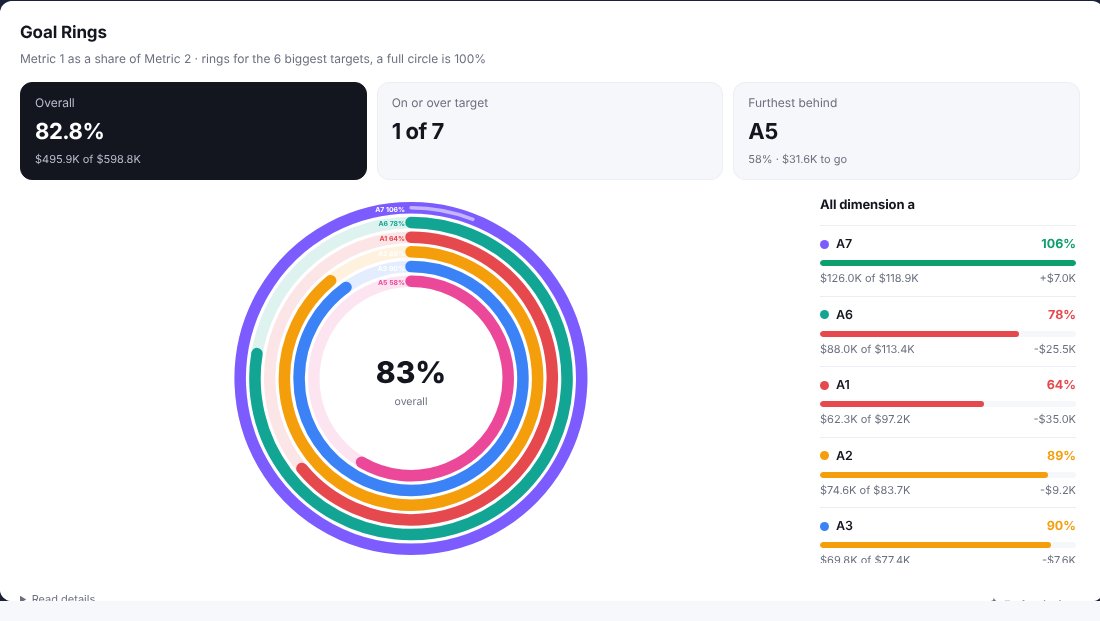 Goal Rings
Metric 1 as a share of Metric 2 · rings for the 6 biggest targets, a full circle is 100%
Overall
82.8%
$495.9K of $598.8K
On or over target
1 of 7
Furthest behind
A5
58% · $31.6K to go
A7 106%
A6 78%
A1 64%
A5 58%
83%
overall
All dimension a
A7
106%
$126.0K of $118.9K
+$7.0K
A6
78%
$88.0K of $113.4K
-$25.5K
A1
64%
$62.3K of $97.2K
-$35.0K
A2
89%
$74.6K of $83.7K
-$9.2K
A3
90%
$69.8K of $77.4K
-$7.6K
Read details